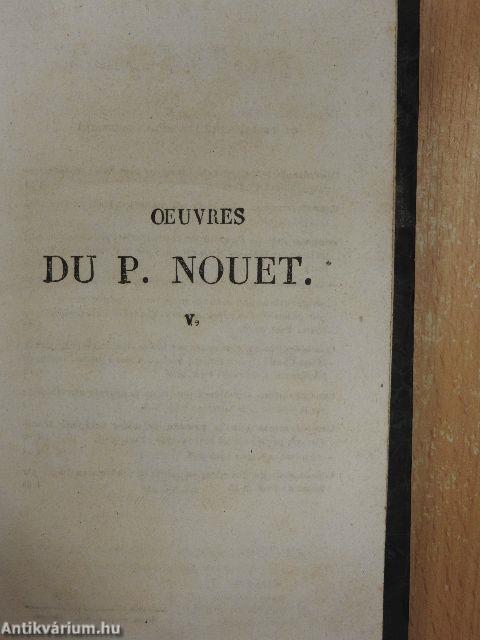 OEUVRES
DU P. NOUET.
V,
Antikvárium.hu